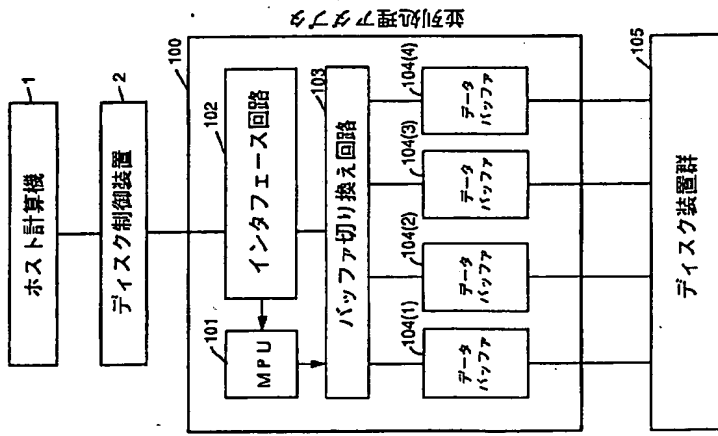 ホスト計算機
1
ディスク制御装置
2
並列処理アダプタ
100
MPU
101
インタフェース回路
102
バッファ切り換え回路
103
データ
バッファ
104(1)
データ
バッファ
104(2)
データ
バッファ
104(3)
データ
バッファ
104(4)
ディスク装置群
105